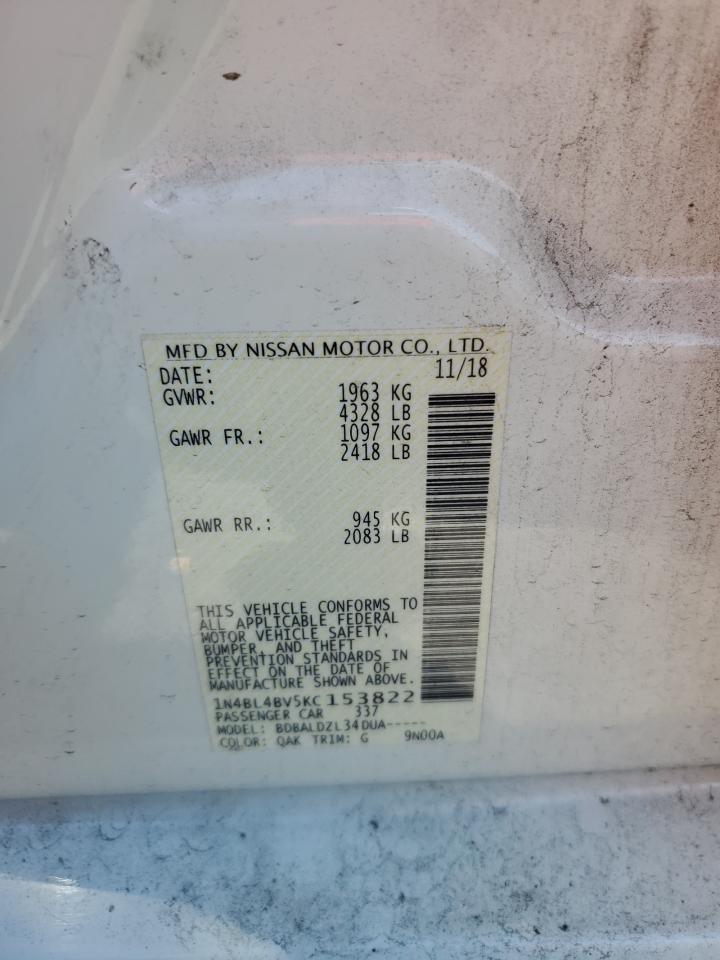 MFD BY NISSAN MOTOR CO., LTD.
DATE: 11/18
GVWR: 1963 KG
4328 LB
GAWR FR.: 1097 KG
2418 LB
GAWR RR.: 945 KG
2083 LB
THIS VEHICLE CONFORMS TO
ALL APPLICABLE FEDERAL
MOTOR VEHICLE SAFETY,
BUMPER, AND THEFT
PREVENTION STANDARDS IN
EFFECT ON THE DATE OF
MANUFACTURE SHOWN ABOVE.
1N4BL4BV5KC153822
PASSENGER CAR 337
MODEL: BDBALDZL34DUA-----
COLOR: QAK TRIM: G 9N00A